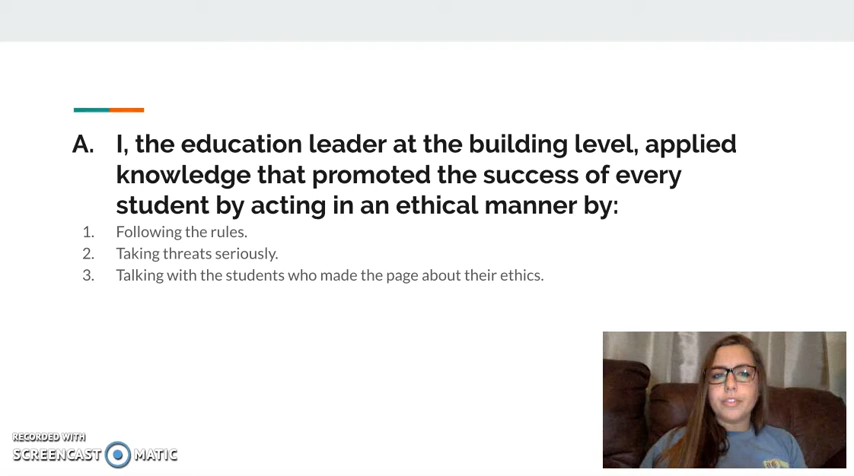 A. I, the education leader at the building level, applied
knowledge that promoted the success of every
student by acting in an ethical manner by:
1. Following the rules.
2. Taking threats seriously.
3. Talking with the students who made the page about their ethics.
RECORDED WITH
SCREENCAST MATIC